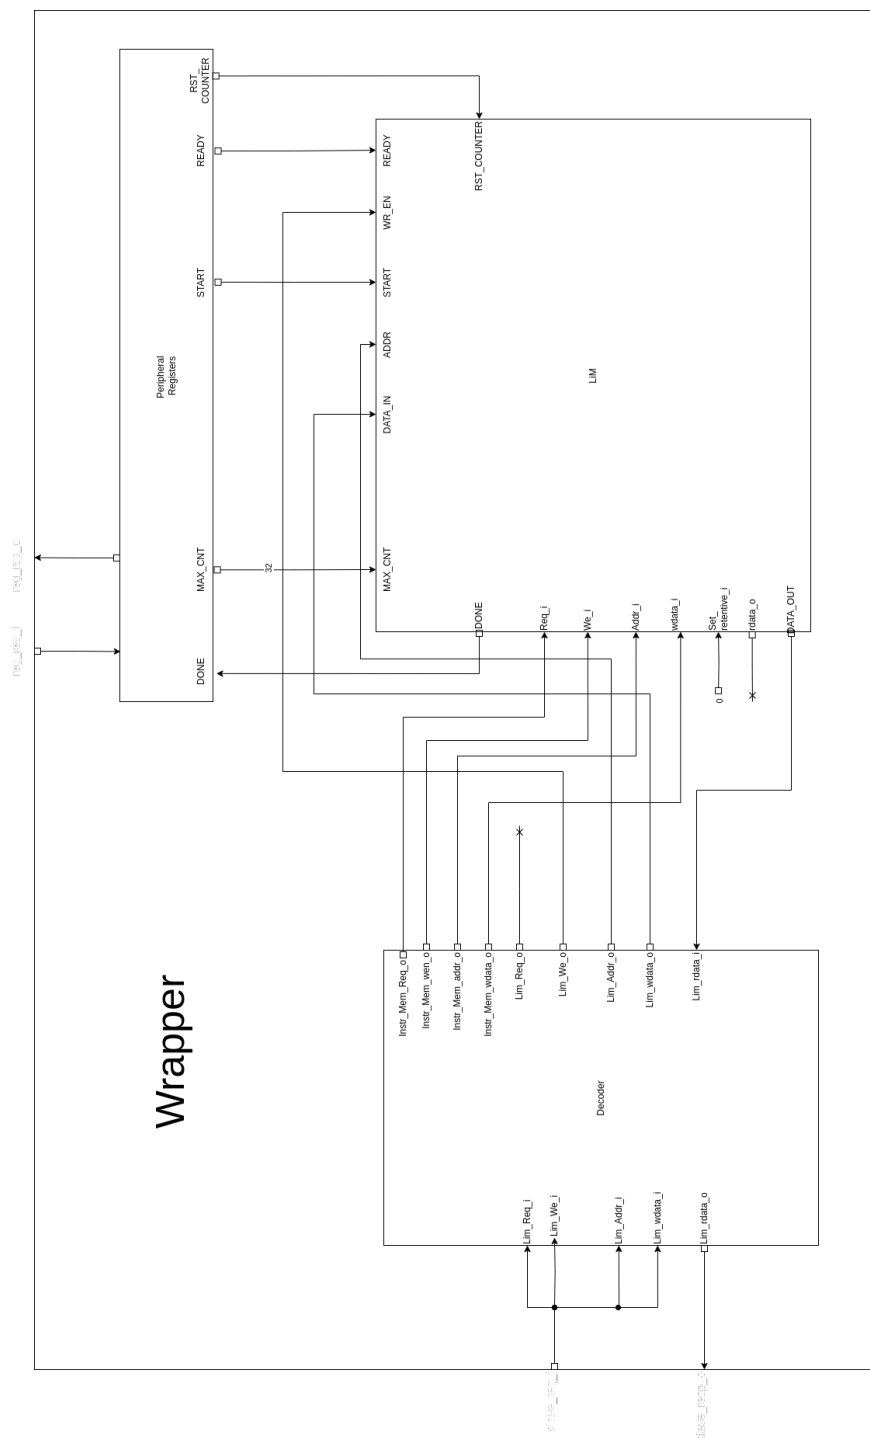 RST_
COUNTER
READY
START
Peripheral
Registers
MAX_CNT
DONE
32
RST_COUNTER
READY
WR_EN
START
ADDR
DATA_IN
MAX_CNT
LiM
DONE
Req_i
We_i
Addr_i
wdata_i
Set_
retentive_i
rdata_o
DATA_OUT
0
Wrapper
Instr_Mem_Req_o
Instr_Mem_wen_o
Instr_Mem_addr_o
Instr_Mem_wdata_o
Lim_Req_o
Lim_We_o
Lim_Addr_o
Lim_wdata_o
Lim_rdata_i
Decoder
Lim_Req_i
Lim_We_i
Lim_Addr_i
Lim_wdata_i
Lim_rdata_o